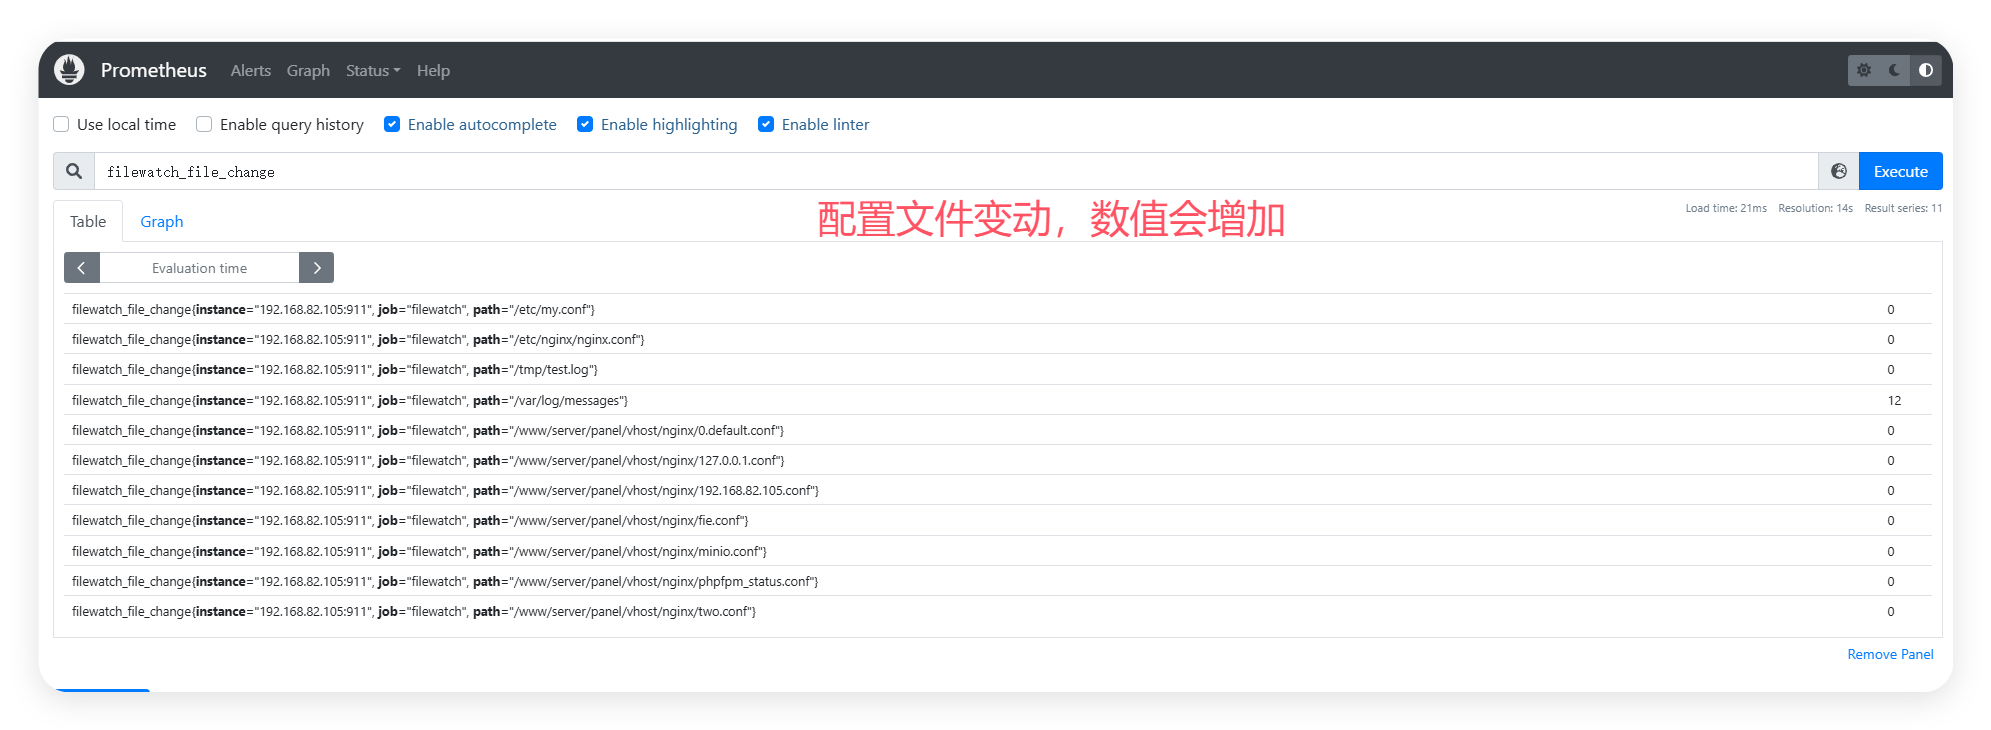 Prometheus Alerts Graph Status Help
Use local time Enable query history Enable autocomplete Enable highlighting Enable linter
filewatch_file_change Execute
Table Graph
配置文件变动，数值会增加
Load time: 21ms Resolution: 14s Result series: 11
Evaluation time
filewatch_file_change{instance="192.168.82.105:911", job="filewatch", path="/etc/my.conf"} 0
filewatch_file_change{instance="192.168.82.105:911", job="filewatch", path="/etc/nginx/nginx.conf"} 0
filewatch_file_change{instance="192.168.82.105:911", job="filewatch", path="/tmp/test.log"} 0
filewatch_file_change{instance="192.168.82.105:911", job="filewatch", path="/var/log/messages"} 12
filewatch_file_change{instance="192.168.82.105:911", job="filewatch", path="/www/server/panel/vhost/nginx/0.default.conf"} 0
filewatch_file_change{instance="192.168.82.105:911", job="filewatch", path="/www/server/panel/vhost/nginx/127.0.0.1.conf"} 0
filewatch_file_change{instance="192.168.82.105:911", job="filewatch", path="/www/server/panel/vhost/nginx/192.168.82.105.conf"} 0
filewatch_file_change{instance="192.168.82.105:911", job="filewatch", path="/www/server/panel/vhost/nginx/fie.conf"} 0
filewatch_file_change{instance="192.168.82.105:911", job="filewatch", path="/www/server/panel/vhost/nginx/minio.conf"} 0
filewatch_file_change{instance="192.168.82.105:911", job="filewatch", path="/www/server/panel/vhost/nginx/phpfpm_status.conf"} 0
filewatch_file_change{instance="192.168.82.105:911", job="filewatch", path="/www/server/panel/vhost/nginx/two.conf"} 0
Remove Panel